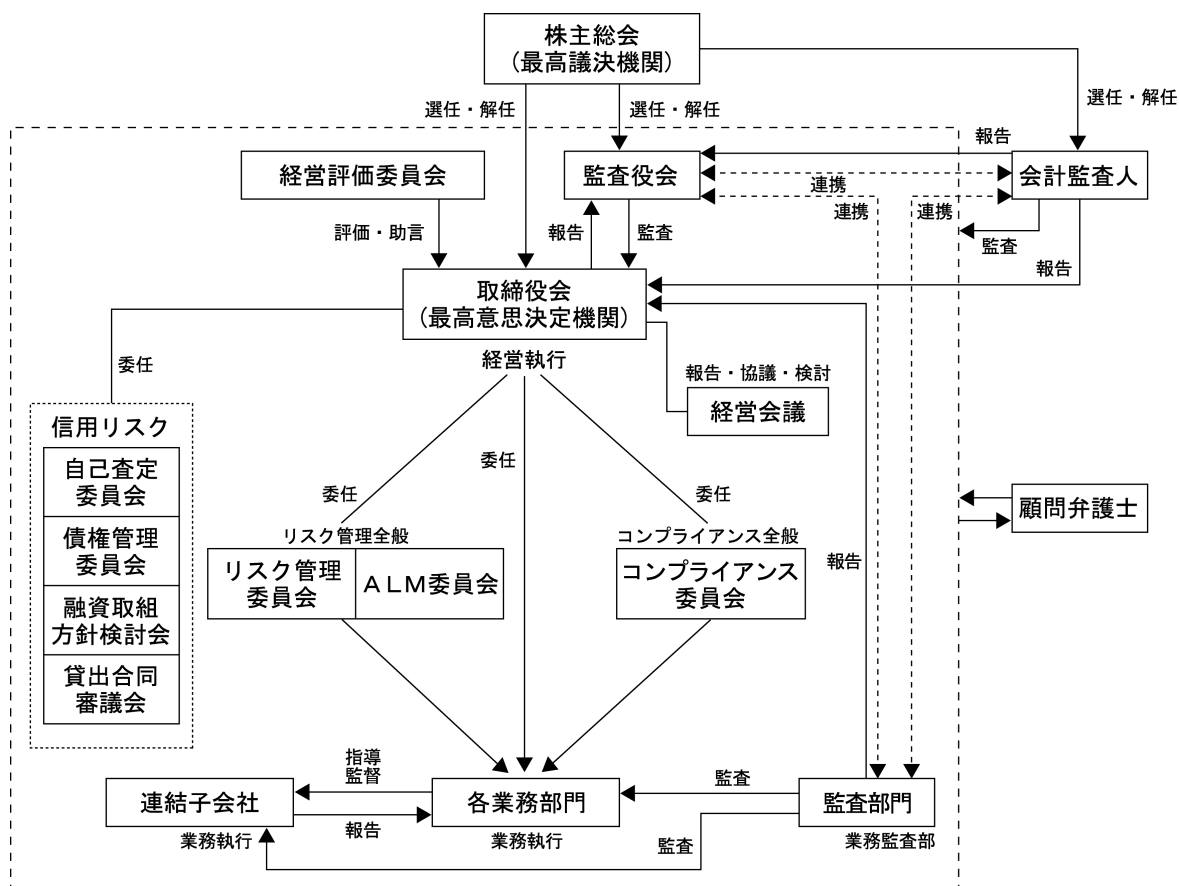 株主総会
（最高議決機関）
選任・解任
選任・解任
選任・解任
報告
経営評価委員会
監査役会
会計監査人
連携
連携
連携
評価・助言
報告
監査
監査
報告
取締役会
（最高意思決定機関）
経営執行
委任
報告・協議・検討
経営会議
信用リスク
自己査定
委員会
債権管理
委員会
融資取組
方針検討会
貸出合同
審議会
委任
委任
委任
リスク管理全般
コンプライアンス全般
リスク管理
委員会
ＡＬＭ委員会
コンプライアンス
委員会
顧問弁護士
報告
指導
監督
監査
連結子会社
各業務部門
監査部門
報告
業務執行
業務執行
監査
業務監査部